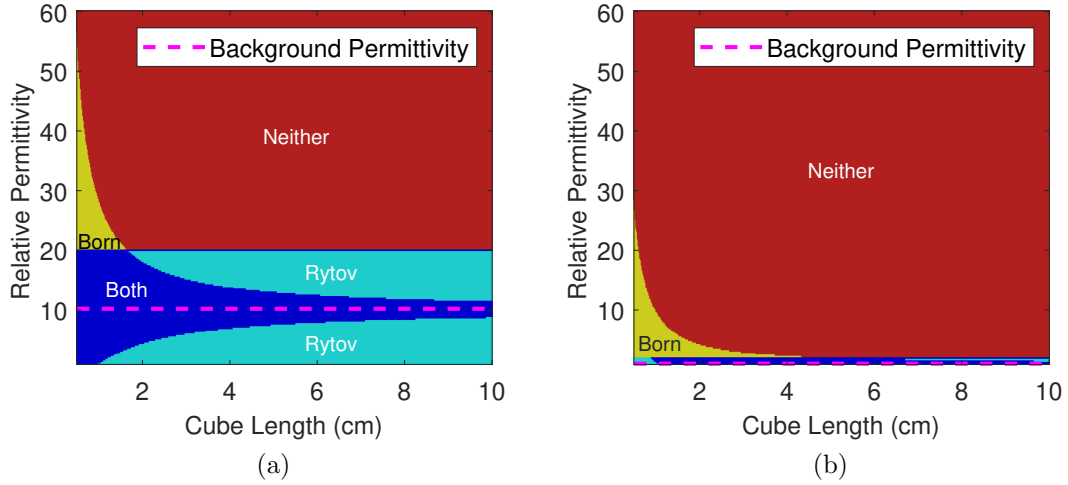 60
50
40
30
20
10
Relative Permittivity
Background Permittivity
Neither
Born
Both
Rytov
Rytov
2
4
6
8
10
Cube Length (cm)
(a)
60
50
40
30
20
10
Relative Permittivity
Background Permittivity
Neither
Born
2
4
6
8
10
Cube Length (cm)
(b)